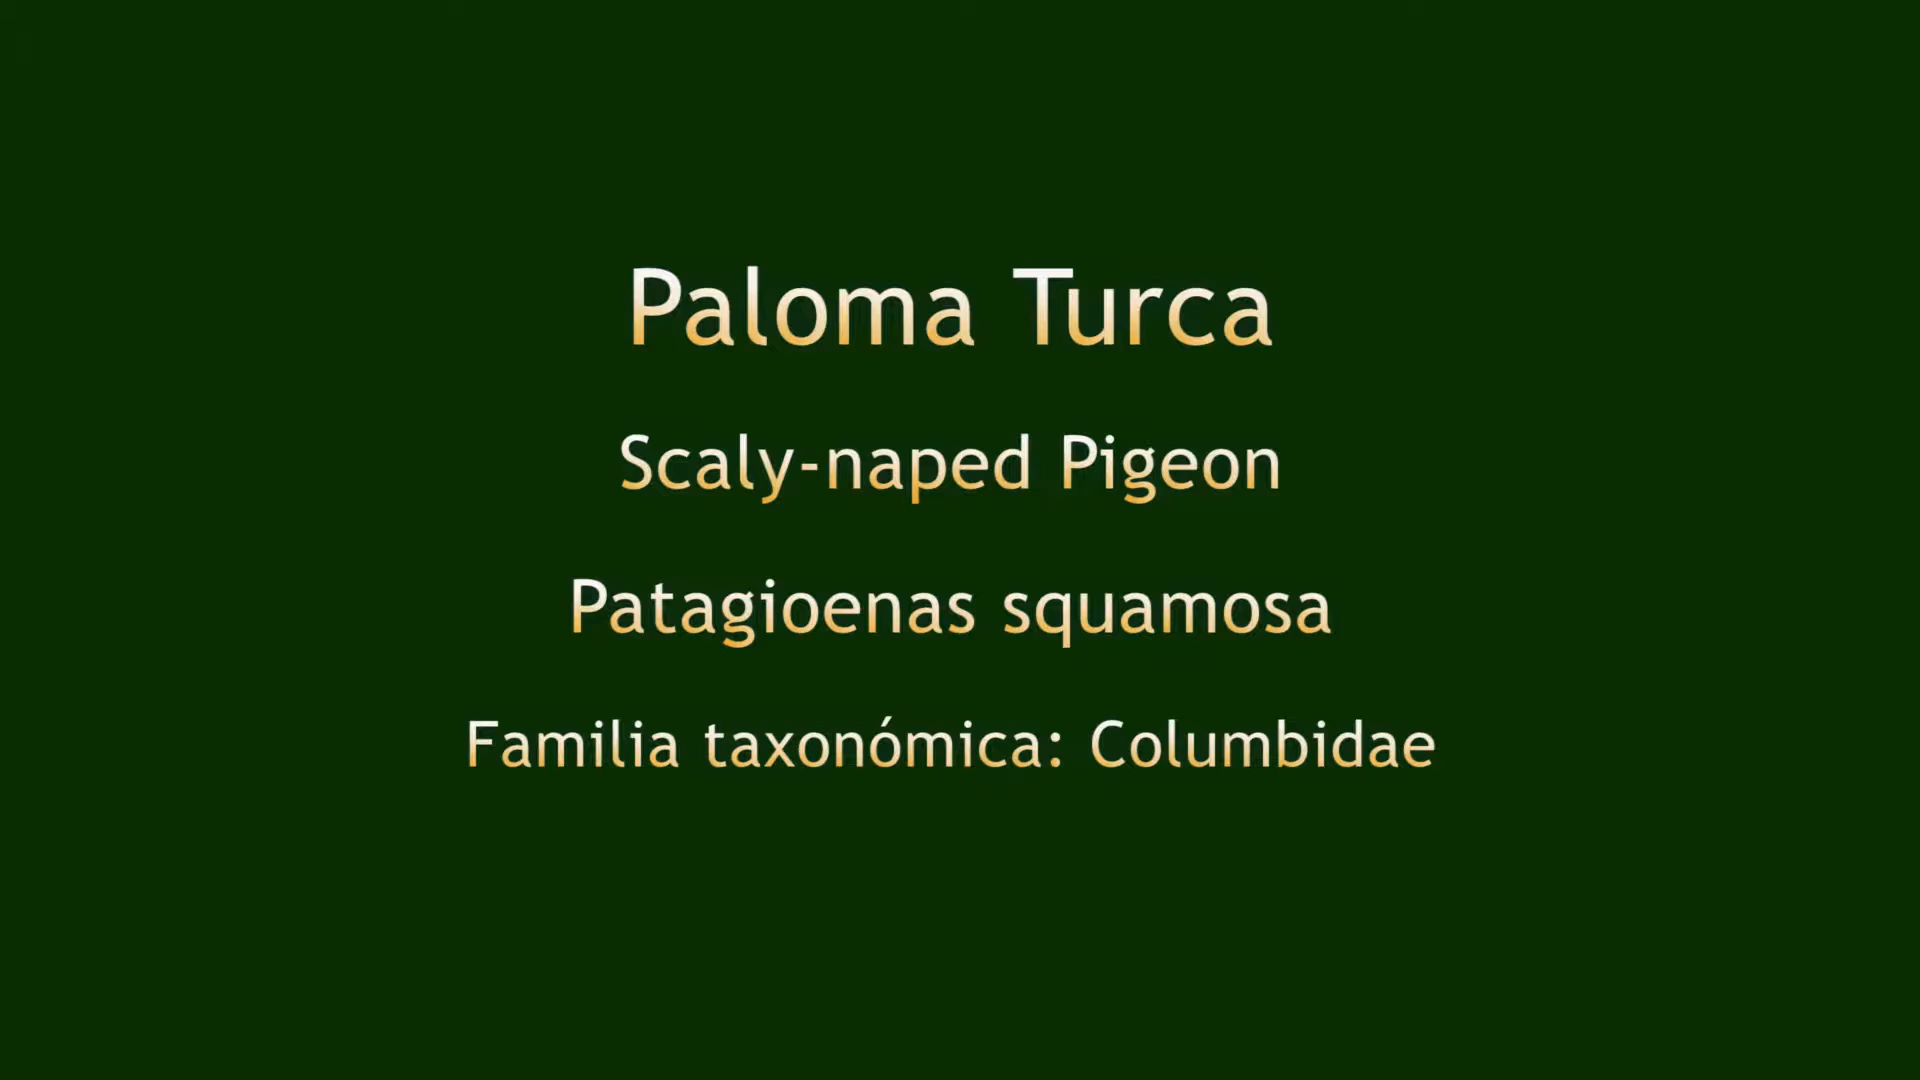 Paloma Turca
Scaly-naped Pigeon
Patagioenas squamosa
Familia taxonómica: Columbidae